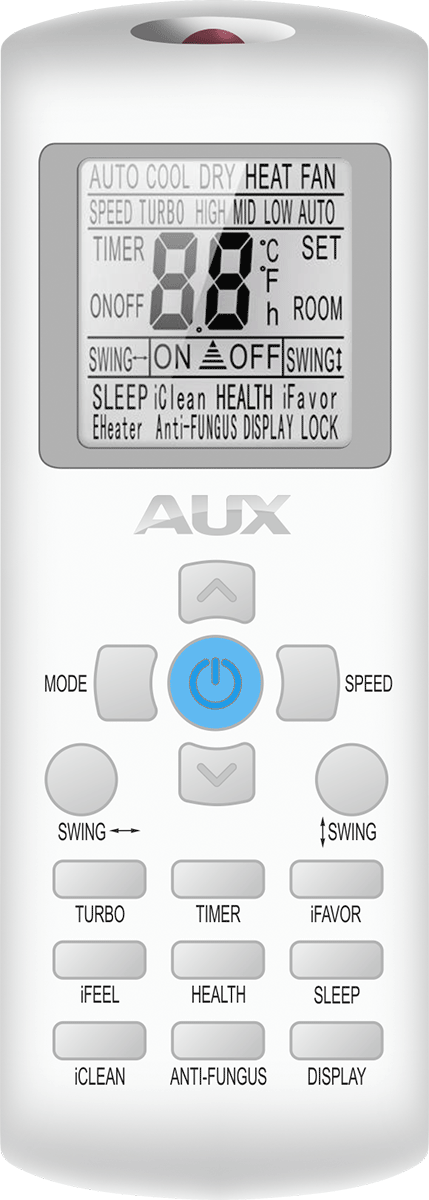 AUTO COOL DRY HEAT FAN
SPEED TURBO HIGH MID LOW AUTO
TIMER 8.8 °C SET
°F
ONOFF h ROOM
SWING↔ ON OFF SWING↕
SLEEP iClean HEALTH iFavor
EHeater Anti-FUNGUS DISPLAY LOCK
AUX
MODE SPEED
SWING ↔ ↕ SWING
TURBO TIMER iFAVOR
iFEEL HEALTH SLEEP
iCLEAN ANTI-FUNGUS DISPLAY